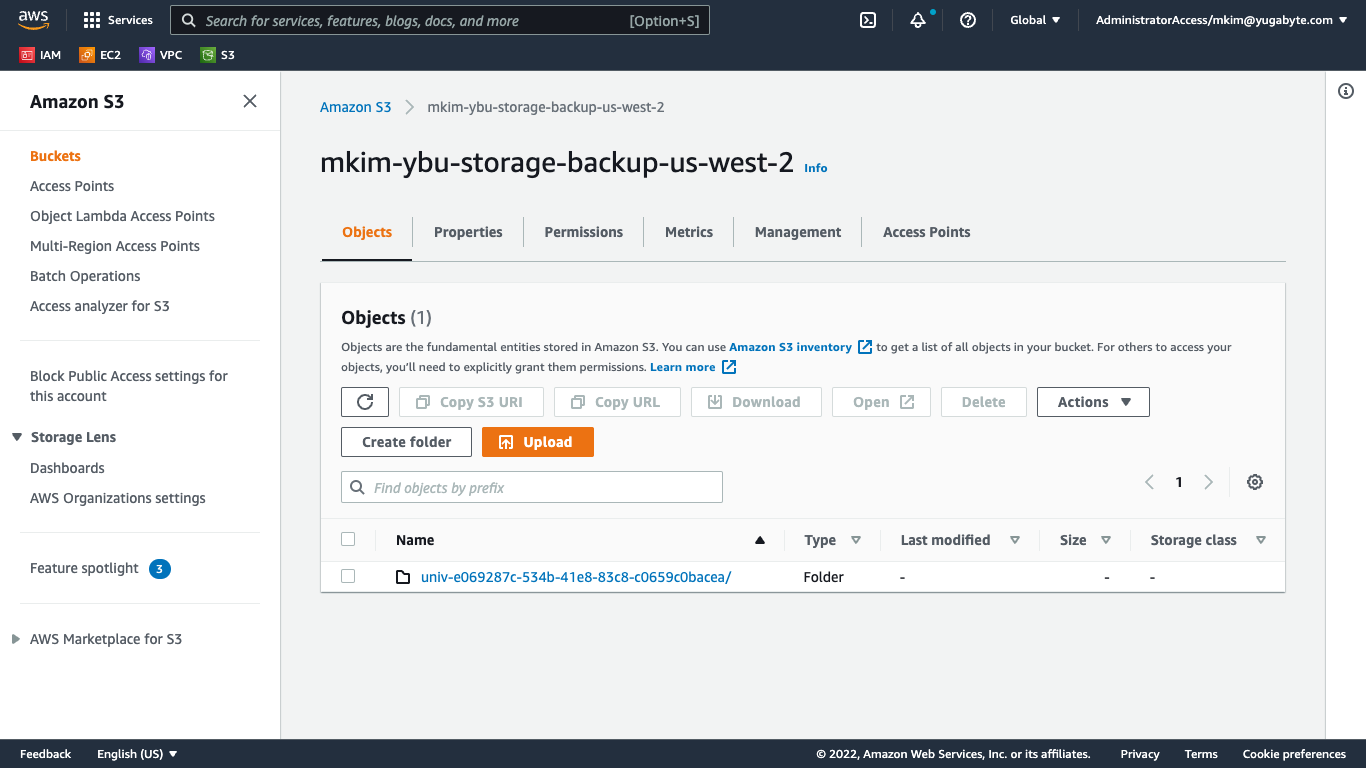 aws
Services
Search for services, features, blogs, docs, and more
[Option+S]
Global
AdministratorAccess/mkim@yugabyte.com
IAM
EC2
VPC
S3
Amazon S3
Buckets
Access Points
Object Lambda Access Points
Multi-Region Access Points
Batch Operations
Access analyzer for S3
Block Public Access settings for
this account
Storage Lens
Dashboards
AWS Organizations settings
Feature spotlight 3
AWS Marketplace for S3
Amazon S3
mkim-ybu-storage-backup-us-west-2
mkim-ybu-storage-backup-us-west-2 Info
Objects
Properties
Permissions
Metrics
Management
Access Points
Objects (1)
Objects are the fundamental entities stored in Amazon S3. You can use Amazon S3 inventory to get a list of all objects in your bucket. For others to access your
objects, you'll need to explicitly grant them permissions. Learn more
Copy S3 URI
Copy URL
Download
Open
Delete
Actions
Create folder
Upload
Find objects by prefix
1
Name
Type
Last modified
Size
Storage class
univ-e069287c-534b-41e8-83c8-c0659c0bacea/
Folder
-
-
-
Feedback
English (US)
© 2022, Amazon Web Services, Inc. or its affiliates.
Privacy
Terms
Cookie preferences